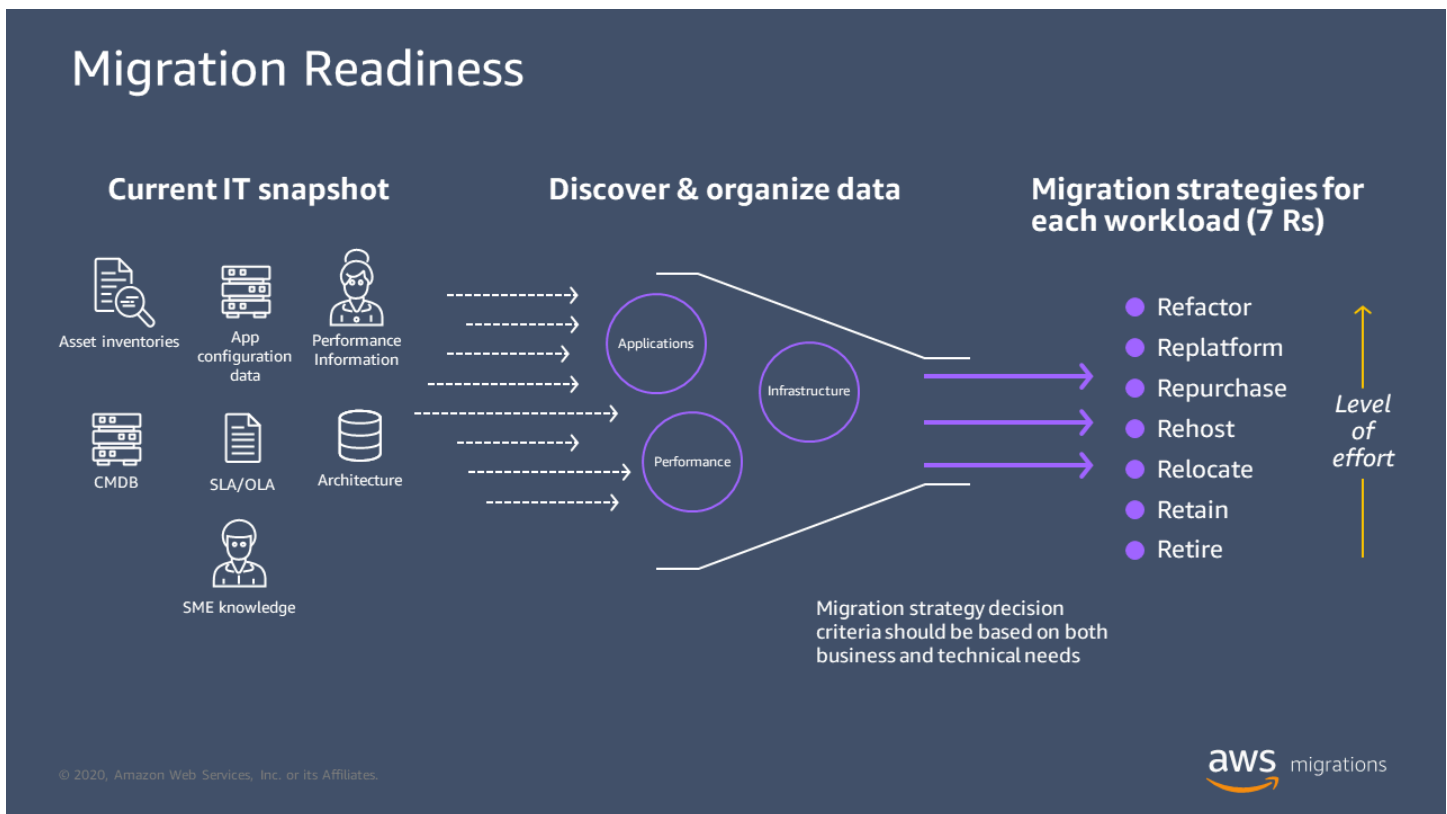 Migration Readiness
Current IT snapshot
Asset inventories
App
configuration
data
Performance
Information
CMDB
SLA/OLA
Architecture
SME knowledge
Discover & organize data
Applications
Infrastructure
Performance
Migration strategies for
each workload (7 Rs)
Refactor
Replatform
Repurchase
Rehost
Relocate
Retain
Retire
Level
of
effort
Migration strategy decision
criteria should be based on both
business and technical needs
© 2020, Amazon Web Services, Inc. or its Affiliates.
aws migrations